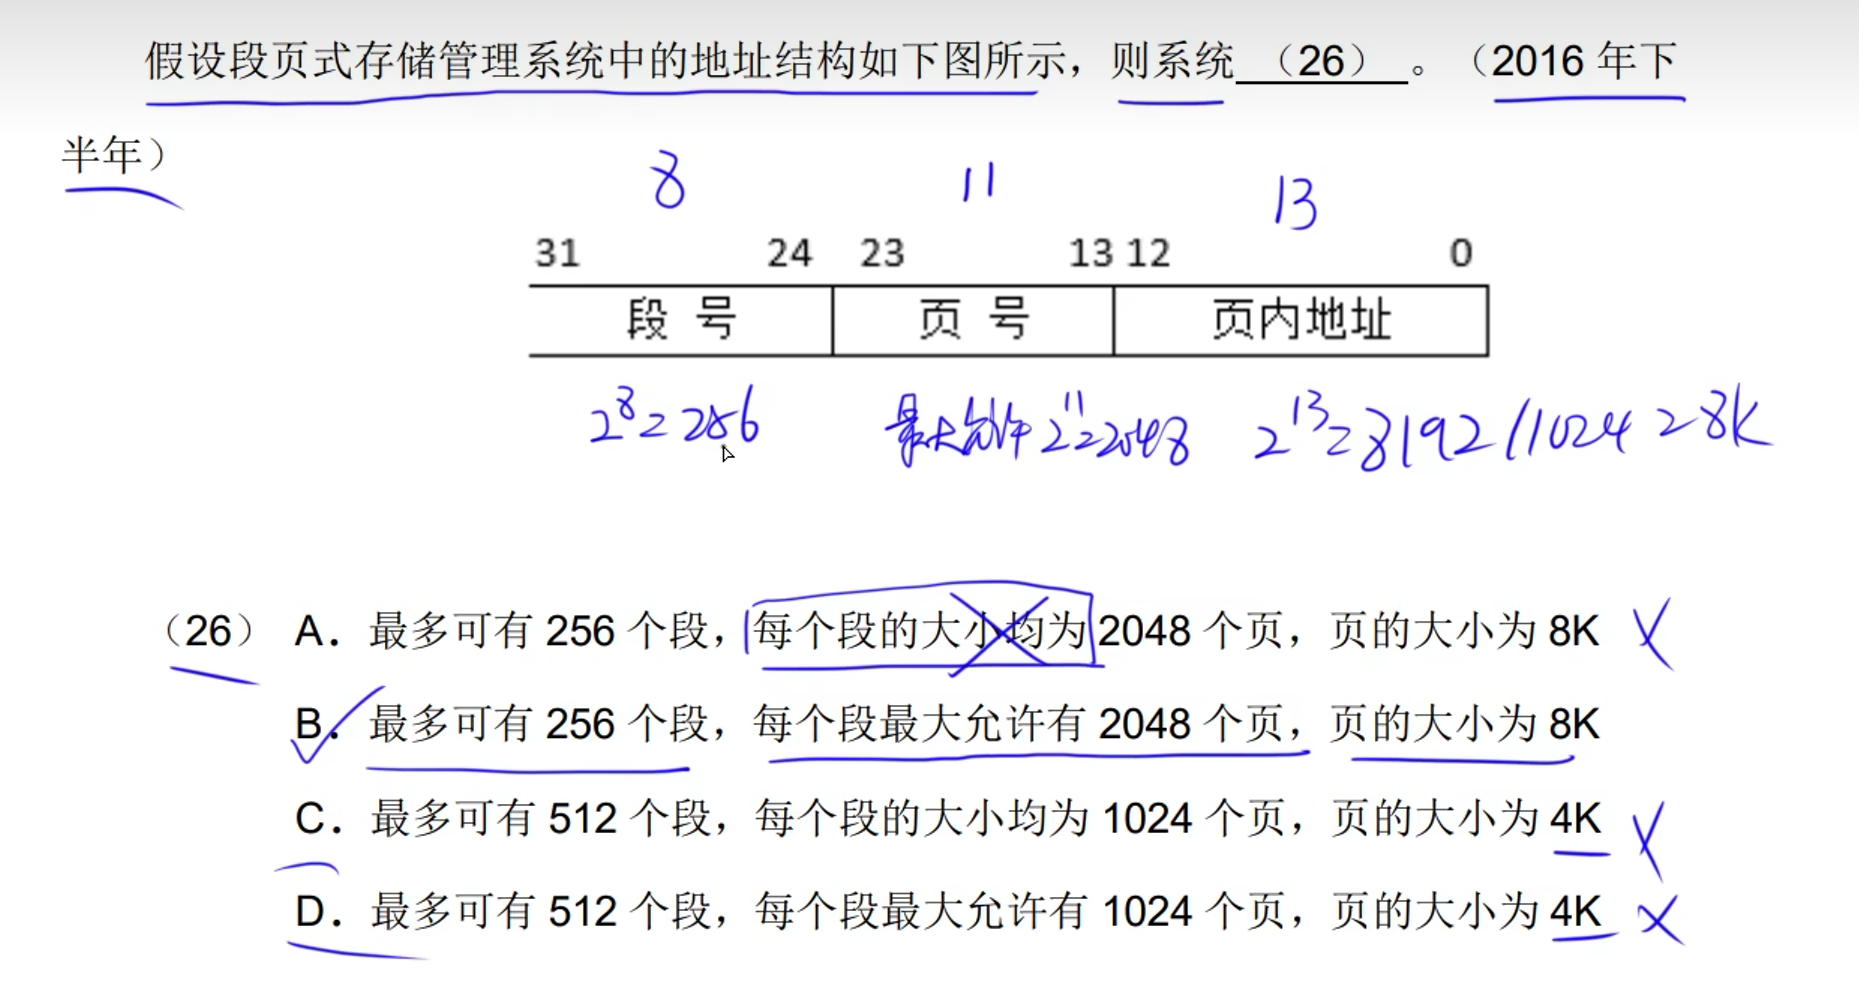 假设段页式存储管理系统中的地址结构如下图所示，则系统（26）。（2016 年下
半年）
8 11 13
31 24 23 13 12 0
段 号 页 号 页内地址
2⁸=256 最大允许 2¹¹=2048 2¹³=8192/1024=8K
（26） A. 最多可有 256 个段，每个段的大小均为 2048 个页，页的大小为 8K
B. 最多可有 256 个段，每个段最大允许有 2048 个页，页的大小为 8K
C. 最多可有 512 个段，每个段的大小均为 1024 个页，页的大小为 4K
D. 最多可有 512 个段，每个段最大允许有 1024 个页，页的大小为 4K